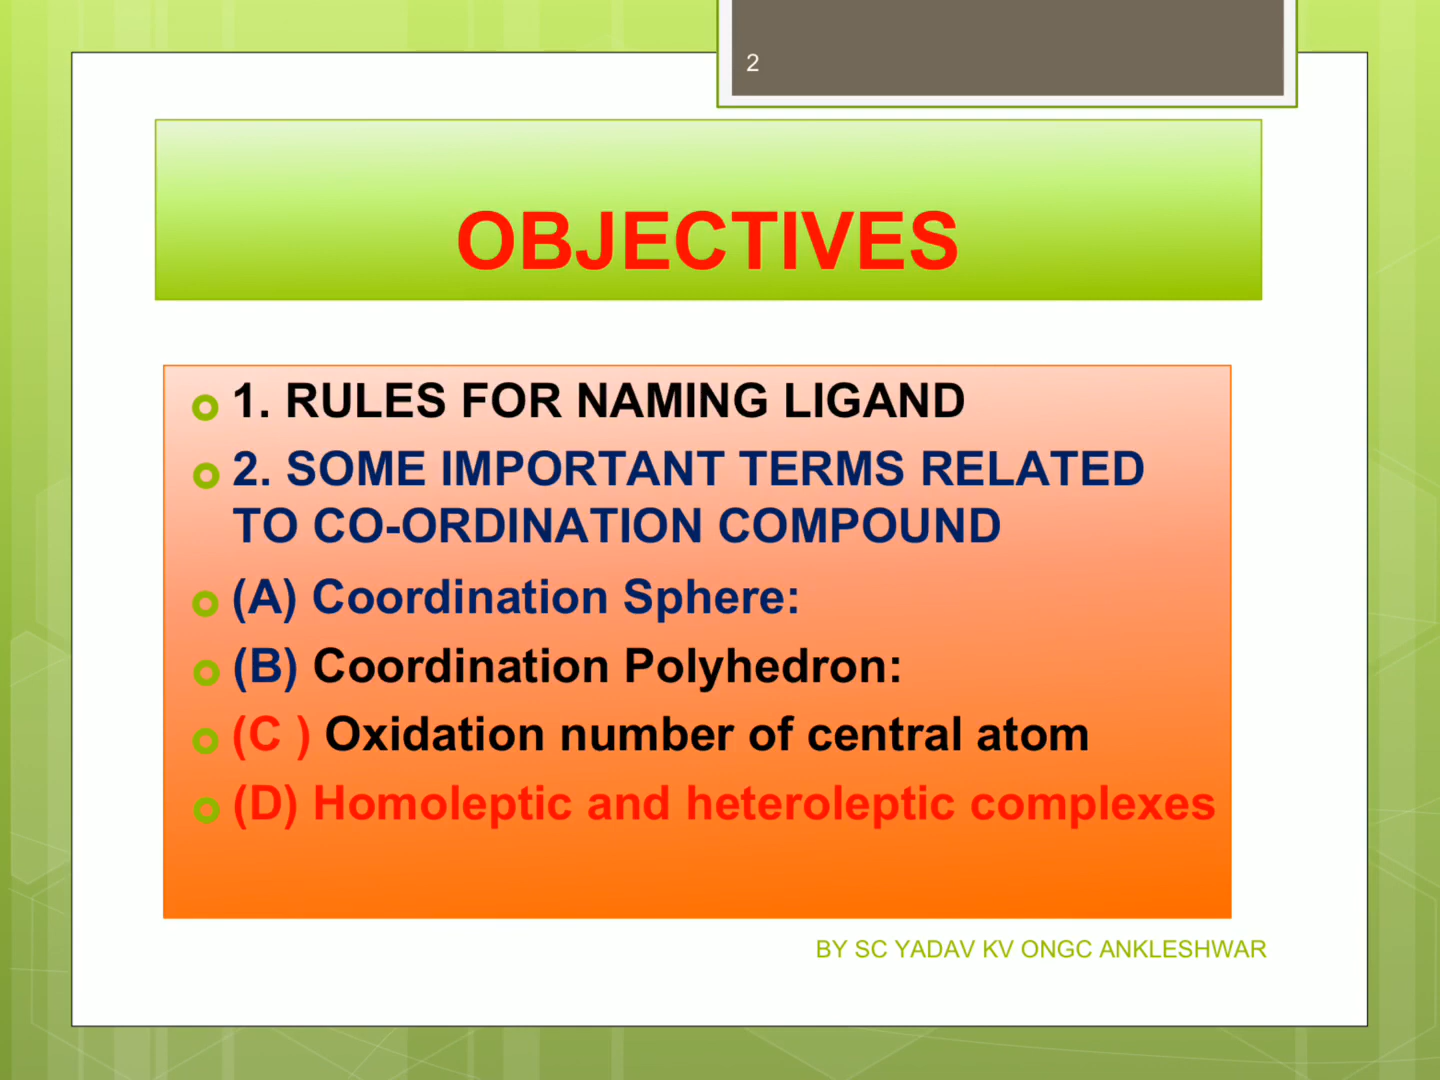 2
OBJECTIVES
1. RULES FOR NAMING LIGAND
2. SOME IMPORTANT TERMS RELATED
TO CO-ORDINATION COMPOUND
(A) Coordination Sphere:
(B) Coordination Polyhedron:
(C ) Oxidation number of central atom
(D) Homoleptic and heteroleptic complexes
BY SC YADAV KV ONGC ANKLESHWAR